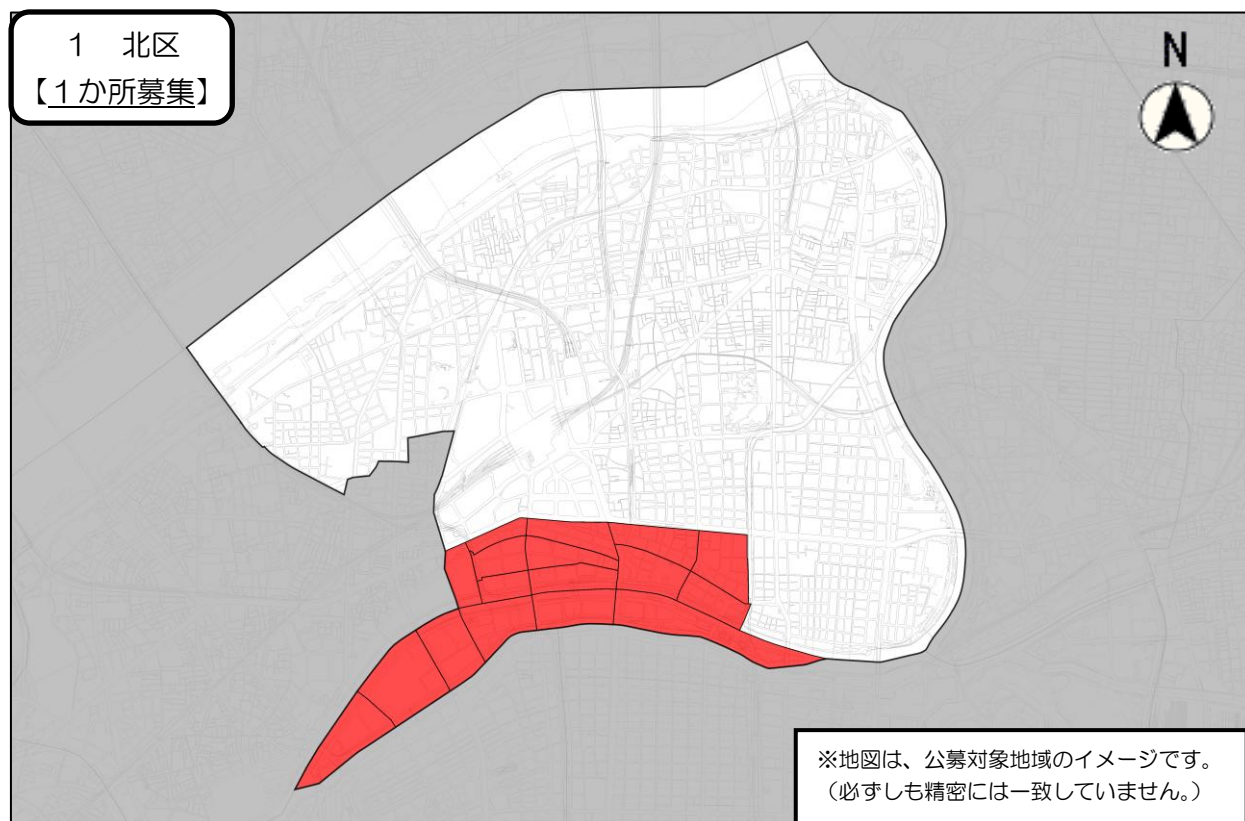 １　北区
【１か所募集】
N
※地図は、公募対象地域のイメージです。
（必ずしも精密には一致していません。）